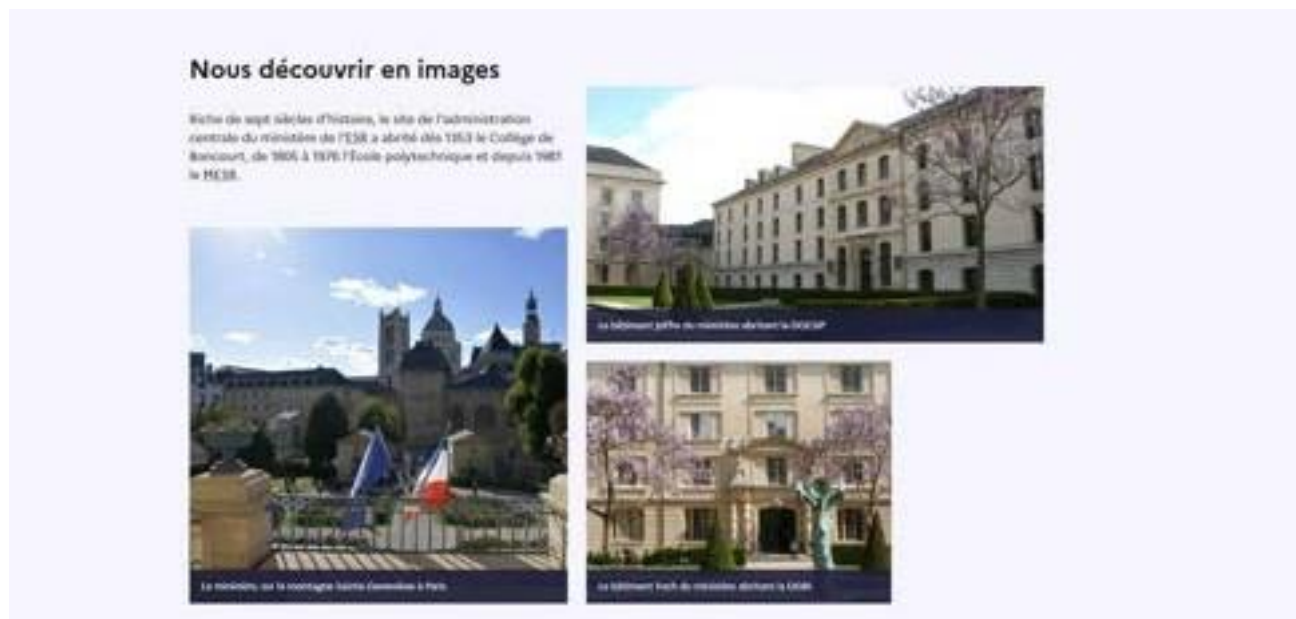 Nous découvrir en images
Riche de sept siècles d'histoire, le site de l'administration
centrale du ministère de l'ESR a abrité dès 1353 le Collège de
Boncourt, de 1805 à 1976 l'École polytechnique et depuis 1981
le MESR.
Le bâtiment Joffre du ministère abritant la DGESIP
Le ministère, sur la montagne Sainte Geneviève à Paris
Le bâtiment Foch du ministère abritant la DGRI